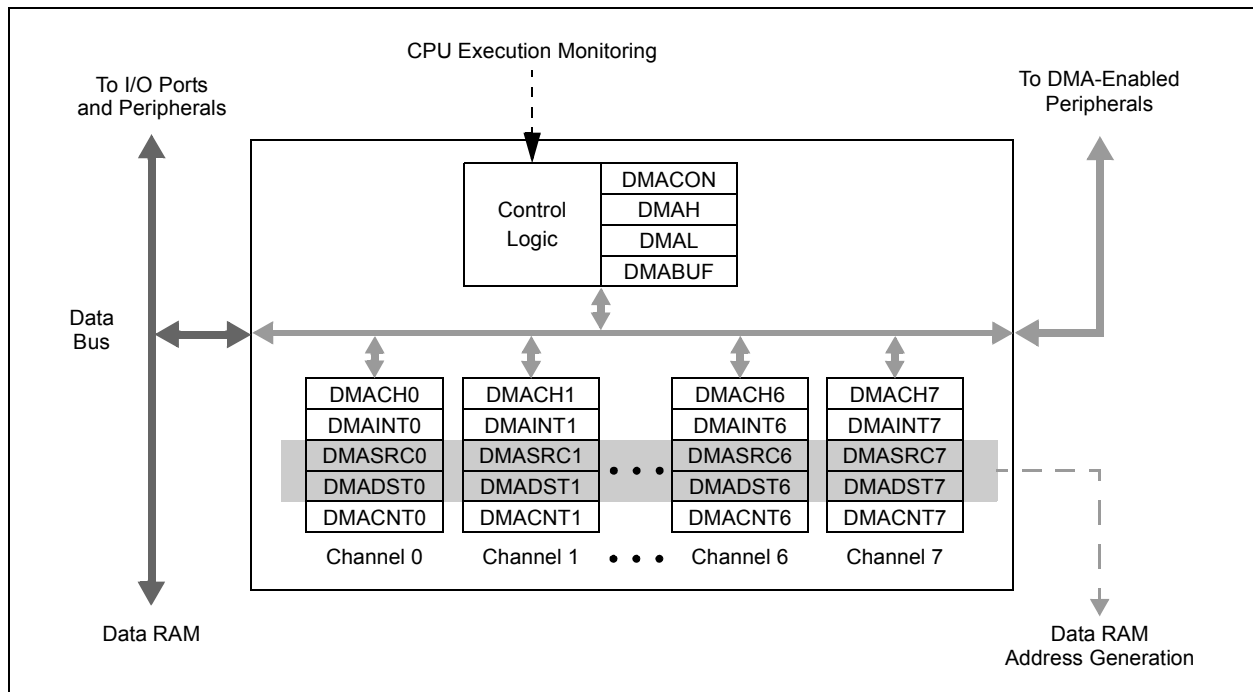 CPU Execution Monitoring
To I/O Ports
and Peripherals
To DMA-Enabled
Peripherals
Control
Logic
DMACON
DMAH
DMAL
DMABUF
Data
Bus
DMACH0
DMAINT0
DMASRC0
DMADST0
DMACNT0
Channel 0
DMACH1
DMAINT1
DMASRC1
DMADST1
DMACNT1
Channel 1
DMACH6
DMAINT6
DMASRC6
DMADST6
DMACNT6
Channel 6
DMACH7
DMAINT7
DMASRC7
DMADST7
DMACNT7
Channel 7
Data RAM
Data RAM
Address Generation